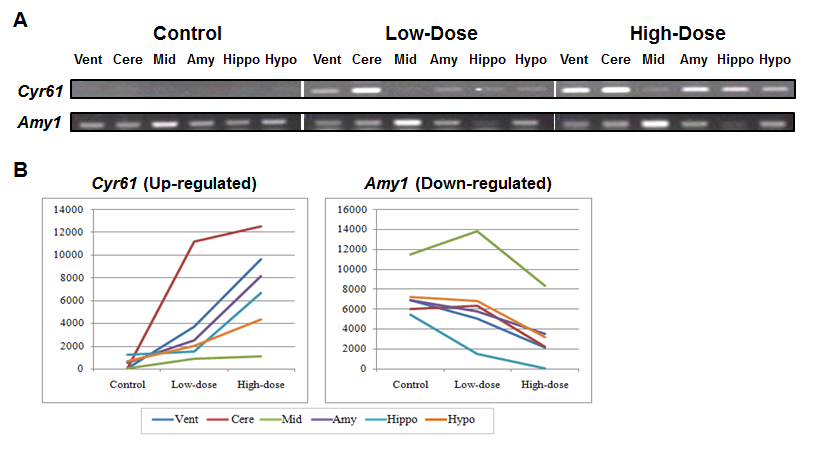 A
Control Low-Dose High-Dose
Vent Cere Mid Amy Hippo Hypo Vent Cere Mid Amy Hippo Hypo Vent Cere Mid Amy Hippo Hypo
Cyr61
Amy1
B
Cyr61 (Up-regulated)
14000
12000
10000
8000
6000
4000
2000
0
Control Low-dose High-dose
Amy1 (Down-regulated)
16000
14000
12000
10000
8000
6000
4000
2000
0
Control Low-dose High-dose
Vent Cere Mid Amy Hippo Hypo